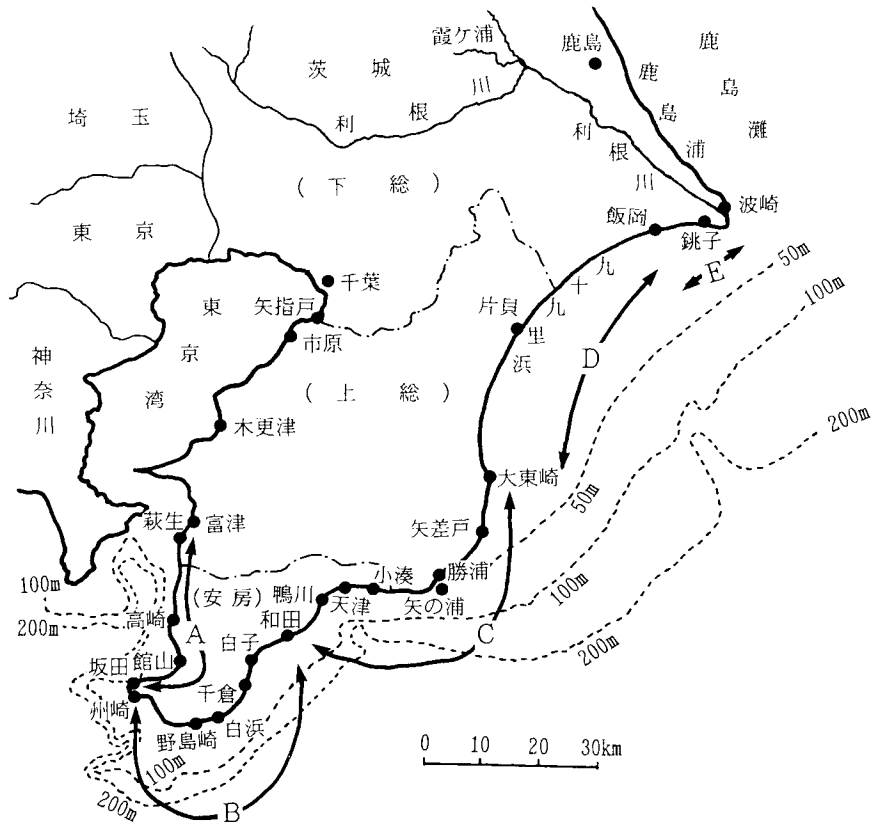 霞ケ浦
鹿島
鹿島灘
鹿島浦
茨城
利根川
利根川
埼玉
(下総)
東京
波崎
飯岡
銚子
E
50m
100m
200m
千葉
矢指戸
市原
東京湾
神奈川
片貝
九十九里浜
D
(上総)
木更津
大東崎
50m
矢差戸
萩生
富津
勝浦
小湊
矢の浦
天津
鴨川
(安房)
100m
200m
100m
200m
高崎
A
和田
C
白子
坂田
館山
千倉
州崎
白浜
野島崎
100m
200m
B
0 10 20 30km